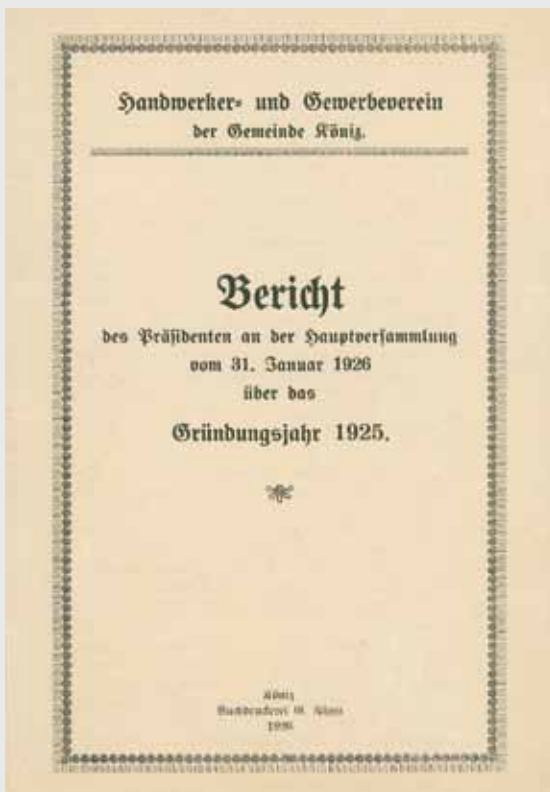 Handwerker- und Gewerbeverein
der Gemeinde Köniz.
Bericht
des Präsidenten an der Hauptversammlung
vom 31. Januar 1926
über das
Gründungsjahr 1925.
Köniz
Buchdruckerei
1926